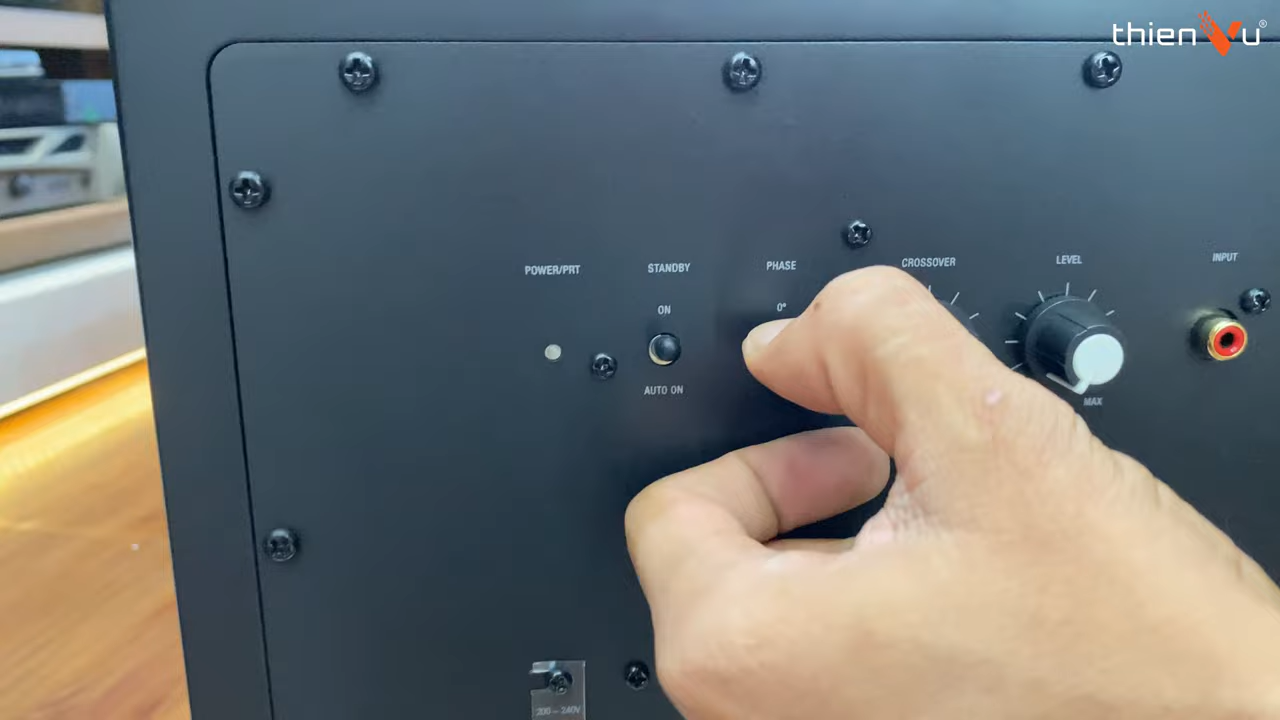 thienVu®
POWER/PRT
STANDBY
PHASE
CROSSOVER
LEVEL
INPUT
ON
0°
AUTO ON
MAX
200~240V